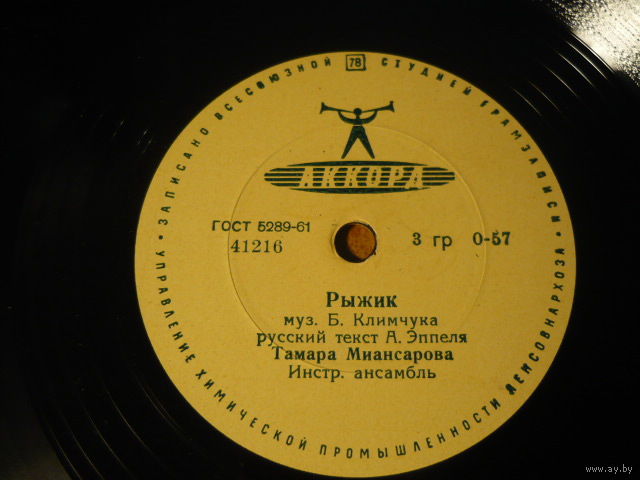 ЗАПИСАНО ВСЕСОЮЗНОЙ 78 СТУДИЕЙ ГРАМЗАПИСИ
АККОРД
ГОСТ 5289-61
41216
3 гр 0-57
Рыжик
муз. Б. Климчука
русский текст А. Эппеля
Тамара Миансарова
Инстр. ансамбль
УПРАВЛЕНИЕ ХИМИЧЕСКОЙ ПРОМЫШЛЕННОСТИ ЛЕНСОВНАРХОЗА
www.ay.by